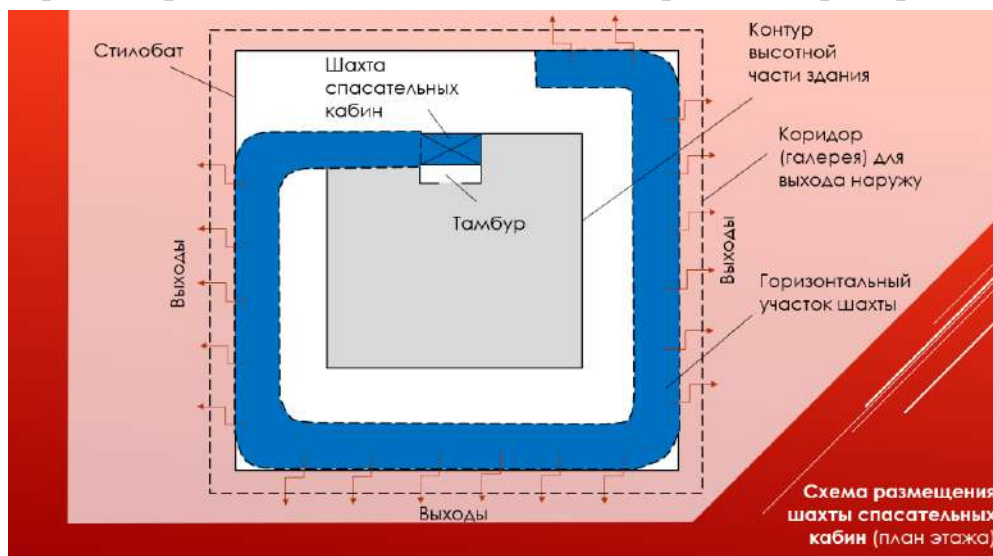 Стилобат
Шахта
спасательных
кабин
Контур
высотной
части здания
Коридор
(галерея) для
выхода наружу
Тамбур
Выходы
Выходы
Горизонтальный
участок шахты
Выходы
Схема размещения
шахты спасательных
кабин (план этажа)